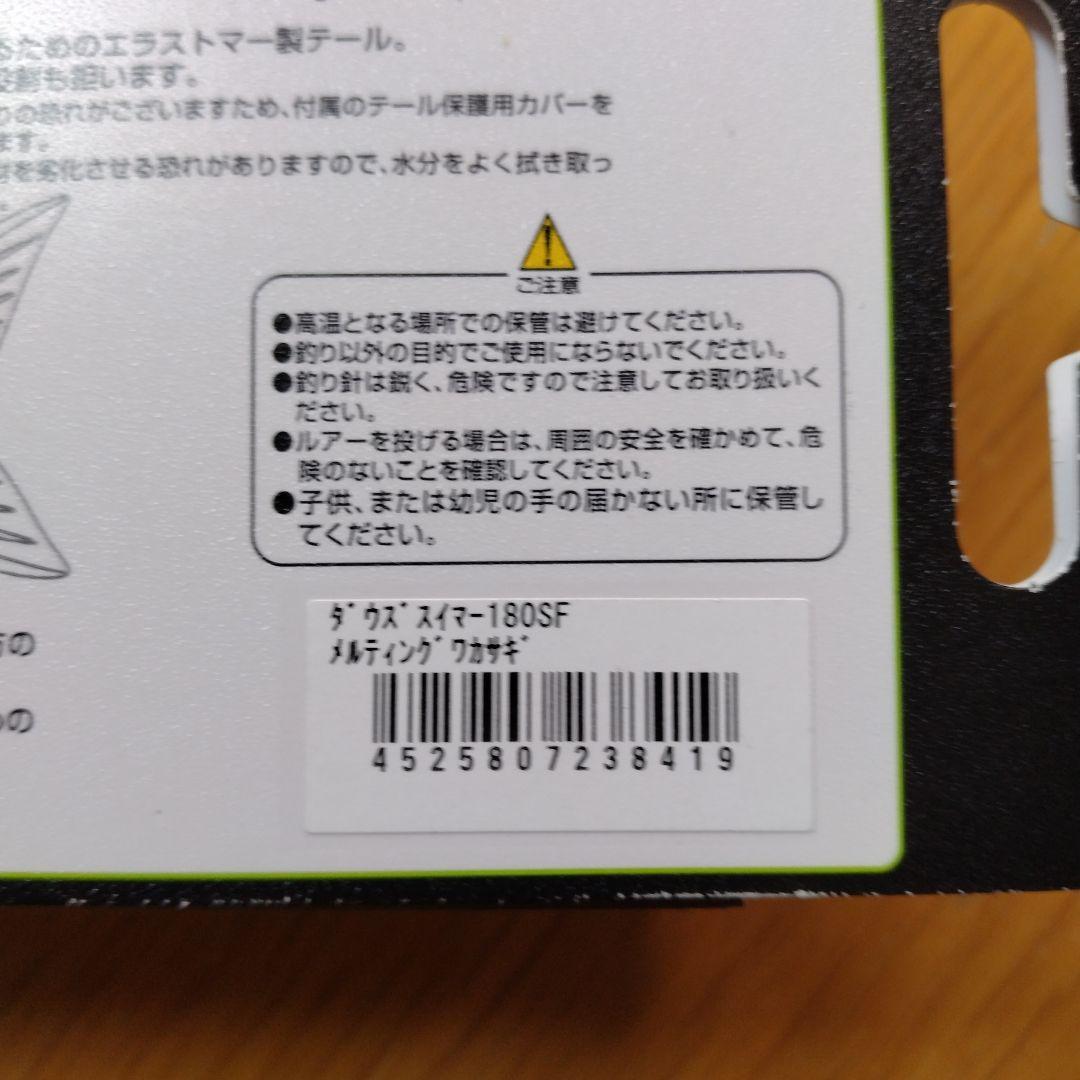 るためのエラストマー製テール。
役割も担います。
の恐れがございますため、付属のテール保護用カバーを
ます。
を劣化させる恐れがありますので、水分をよく拭き取っ
ご注意
●高温となる場所での保管は避けてください。
●釣り以外の目的でご使用にならないでください。
●釣り針は鋭く、危険ですので注意してお取り扱いく
ださい。
●ルアーを投げる場合は、周囲の安全を確かめて、危
険のないことを確認してください。
●子供、または幼児の手の届かない所に保管し
てください。
の
の
ﾀﾞｳｽﾞｽｲﾏｰ180SF
ﾒﾙﾃｨﾝｸﾞﾜｶｻｷﾞ
4525807238419